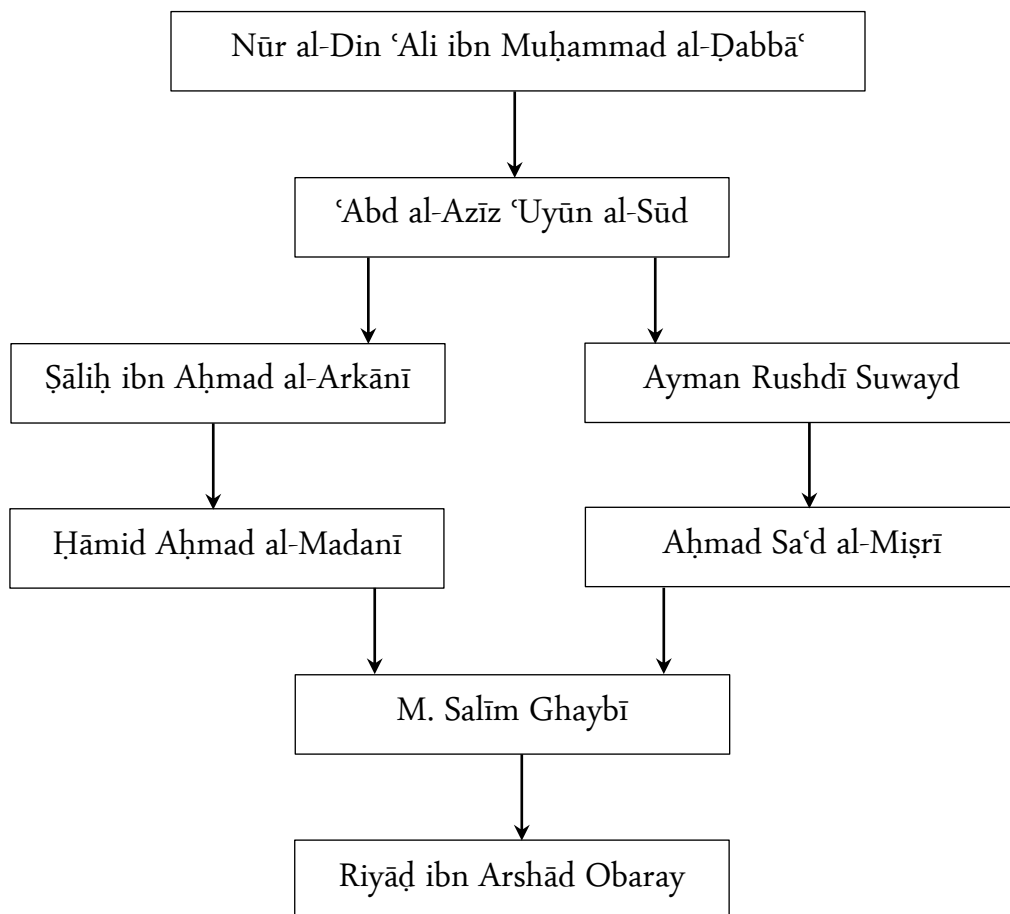 Nūr al-Din ʿAli ibn Muḥammad al-Ḍabbāʿ
ʿAbd al-Azīz ʿUyūn al-Sūd
Ṣāliḥ ibn Aḥmad al-Arkānī
Ayman Rushdī Suwayd
Ḥāmid Aḥmad al-Madanī
Aḥmad Saʿd al-Miṣrī
M. Salīm Ghaybī
Riyāḍ ibn Arshād Obaray